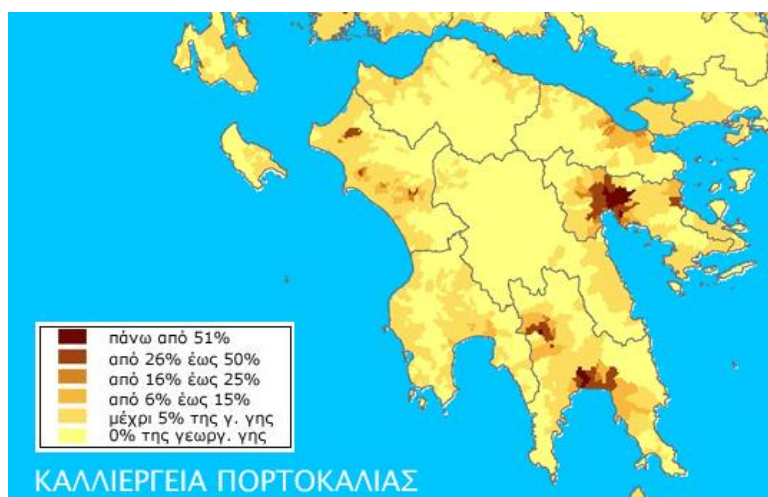 πάνω από 51%
από 26% έως 50%
από 16% έως 25%
από 6% έως 15%
μέχρι 5% της γ. γης
0% της γεωργ. γης
ΚΑΛΛΙΕΡΓΕΙΑ ΠΟΡΤΟΚΑΛΙΑΣ